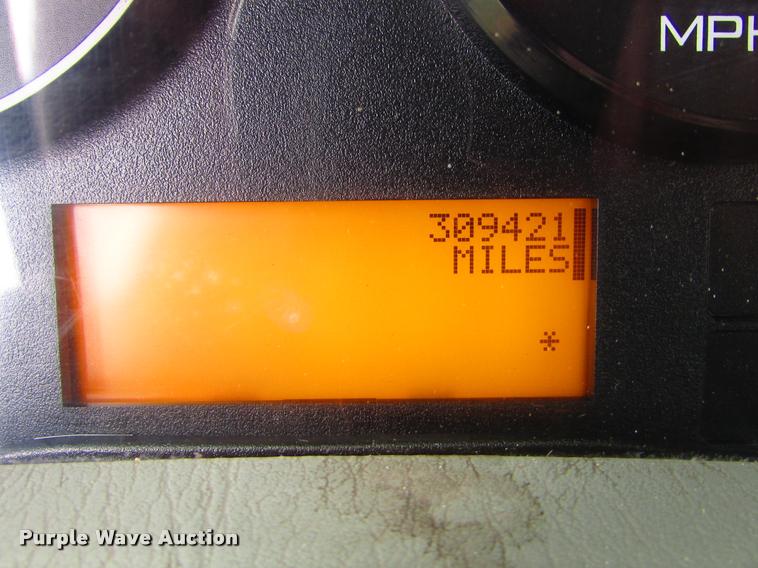 MPH
309421
MILES
*
Purple Wave Auction